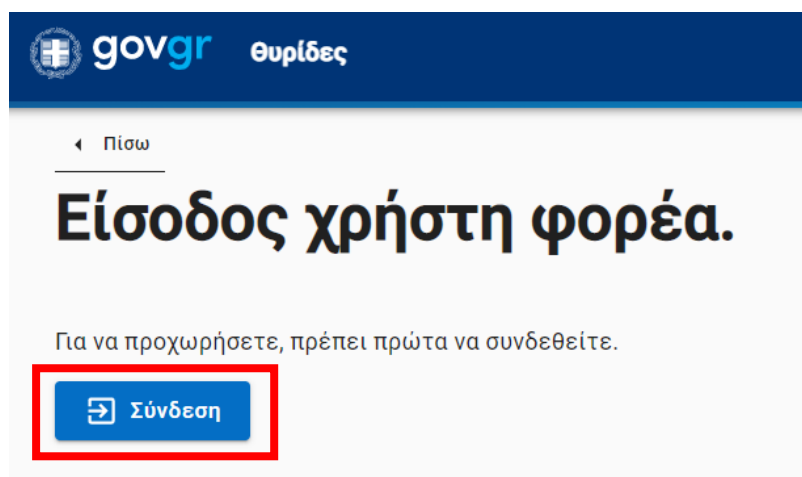 govgr Θυρίδες
Πίσω
Είσοδος χρήστη φορέα.
Για να προχωρήσετε, πρέπει πρώτα να συνδεθείτε.
Σύνδεση